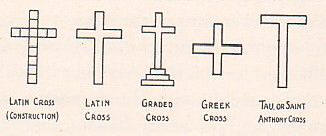 LATIN CROSS
(CONSTRUCTION)
LATIN
CROSS
GRADED
CROSS
GREEK
CROSS
TAU, OR SAINT
ANTHONY CROSS